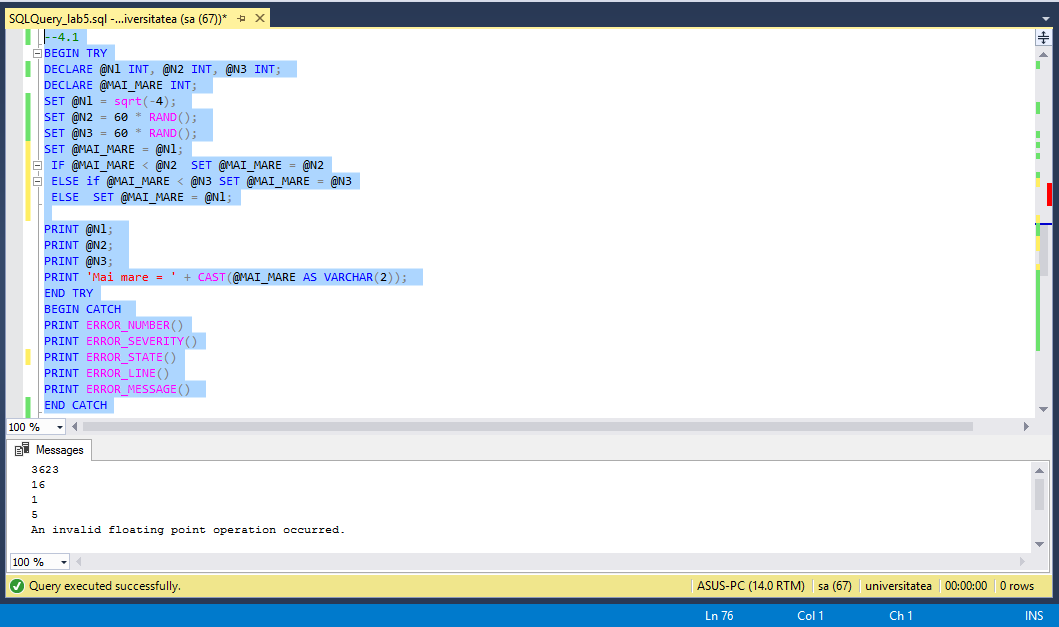 SQLQuery_lab5.sql -...iversitatea (sa (67))*
--4.1
BEGIN TRY
DECLARE @N1 INT, @N2 INT, @N3 INT;
DECLARE @MAI_MARE INT;
SET @N1 = sqrt(-4);
SET @N2 = 60 * RAND();
SET @N3 = 60 * RAND();
SET @MAI_MARE = @N1;
IF @MAI_MARE < @N2  SET @MAI_MARE = @N2
ELSE if @MAI_MARE < @N3 SET @MAI_MARE = @N3
ELSE  SET @MAI_MARE = @N1;
PRINT @N1;
PRINT @N2;
PRINT @N3;
PRINT 'Mai mare = ' + CAST(@MAI_MARE AS VARCHAR(2));
END TRY
BEGIN CATCH
PRINT ERROR_NUMBER()
PRINT ERROR_SEVERITY()
PRINT ERROR_STATE()
PRINT ERROR_LINE()
PRINT ERROR_MESSAGE()
END CATCH
100 %
Messages
3623
16
1
5
An invalid floating point operation occurred.
100 %
Query executed successfully. ASUS-PC (14.0 RTM) sa (67) universitatea 00:00:00 0 rows
Ln 76 Col 1 Ch 1 INS